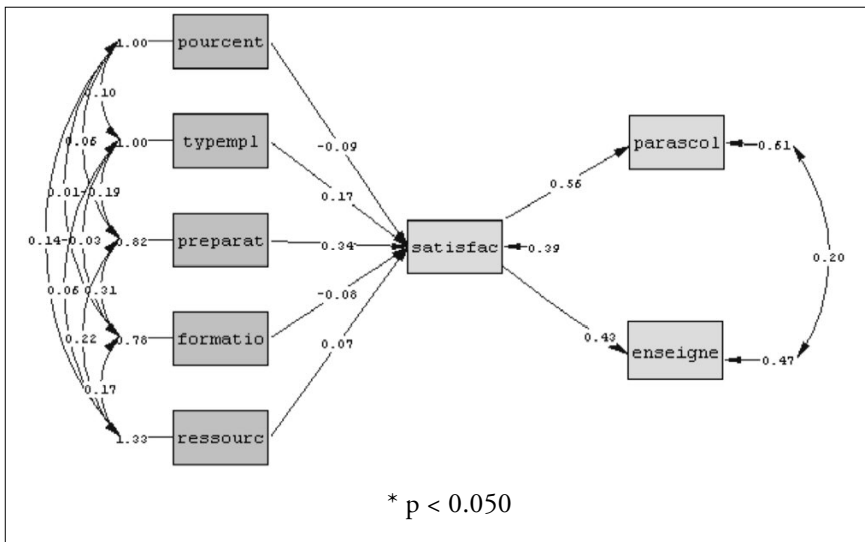 1.00 pourcent
0.10 -0.09
1.00 typempl parascol 0.61
0.06
0.17 0.56
0.01 -0.19
0.14 -0.03 0.82 preparat 0.34 satisfac 0.39
0.20
0.06 0.31 -0.08
0.22 0.78 formatio 0.07 0.43 enseigne 0.47
0.17
1.33 ressourc
* p < 0.050